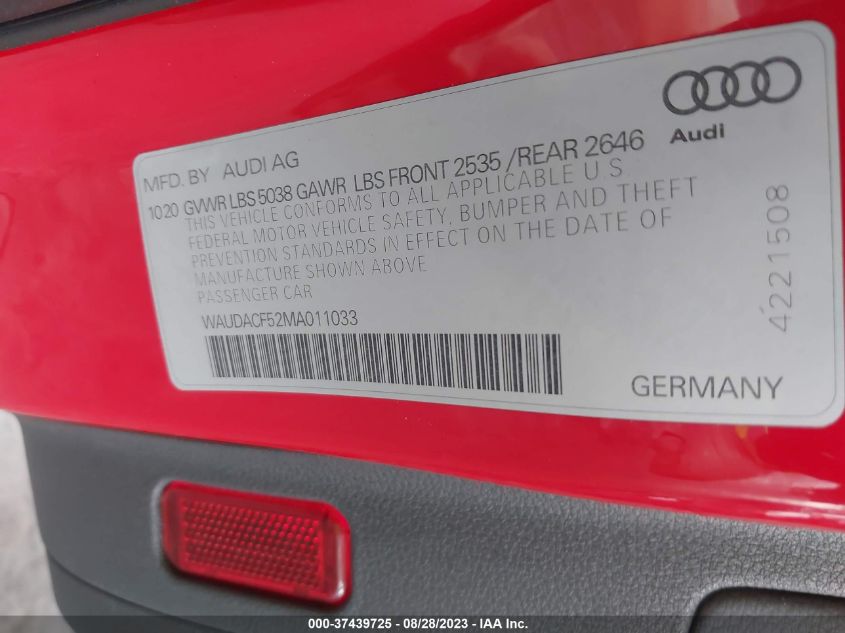 Audi
MFD. BY AUDI AG
10 20 GVWR LBS 5038 GAWR LBS FRONT 2535 / REAR 2646
THIS VEHICLE CONFORMS TO ALL APPLICABLE U.S
FEDERAL MOTOR VEHICLE SAFETY, BUMPER AND THEFT
PREVENTION STANDARDS IN EFFECT ON THE DATE OF
MANUFACTURE SHOWN ABOVE
PASSENGER CAR
WAUDACF52MA011033
4221508
GERMANY
000-37439725 - 08/28/2023 - IAA Inc.